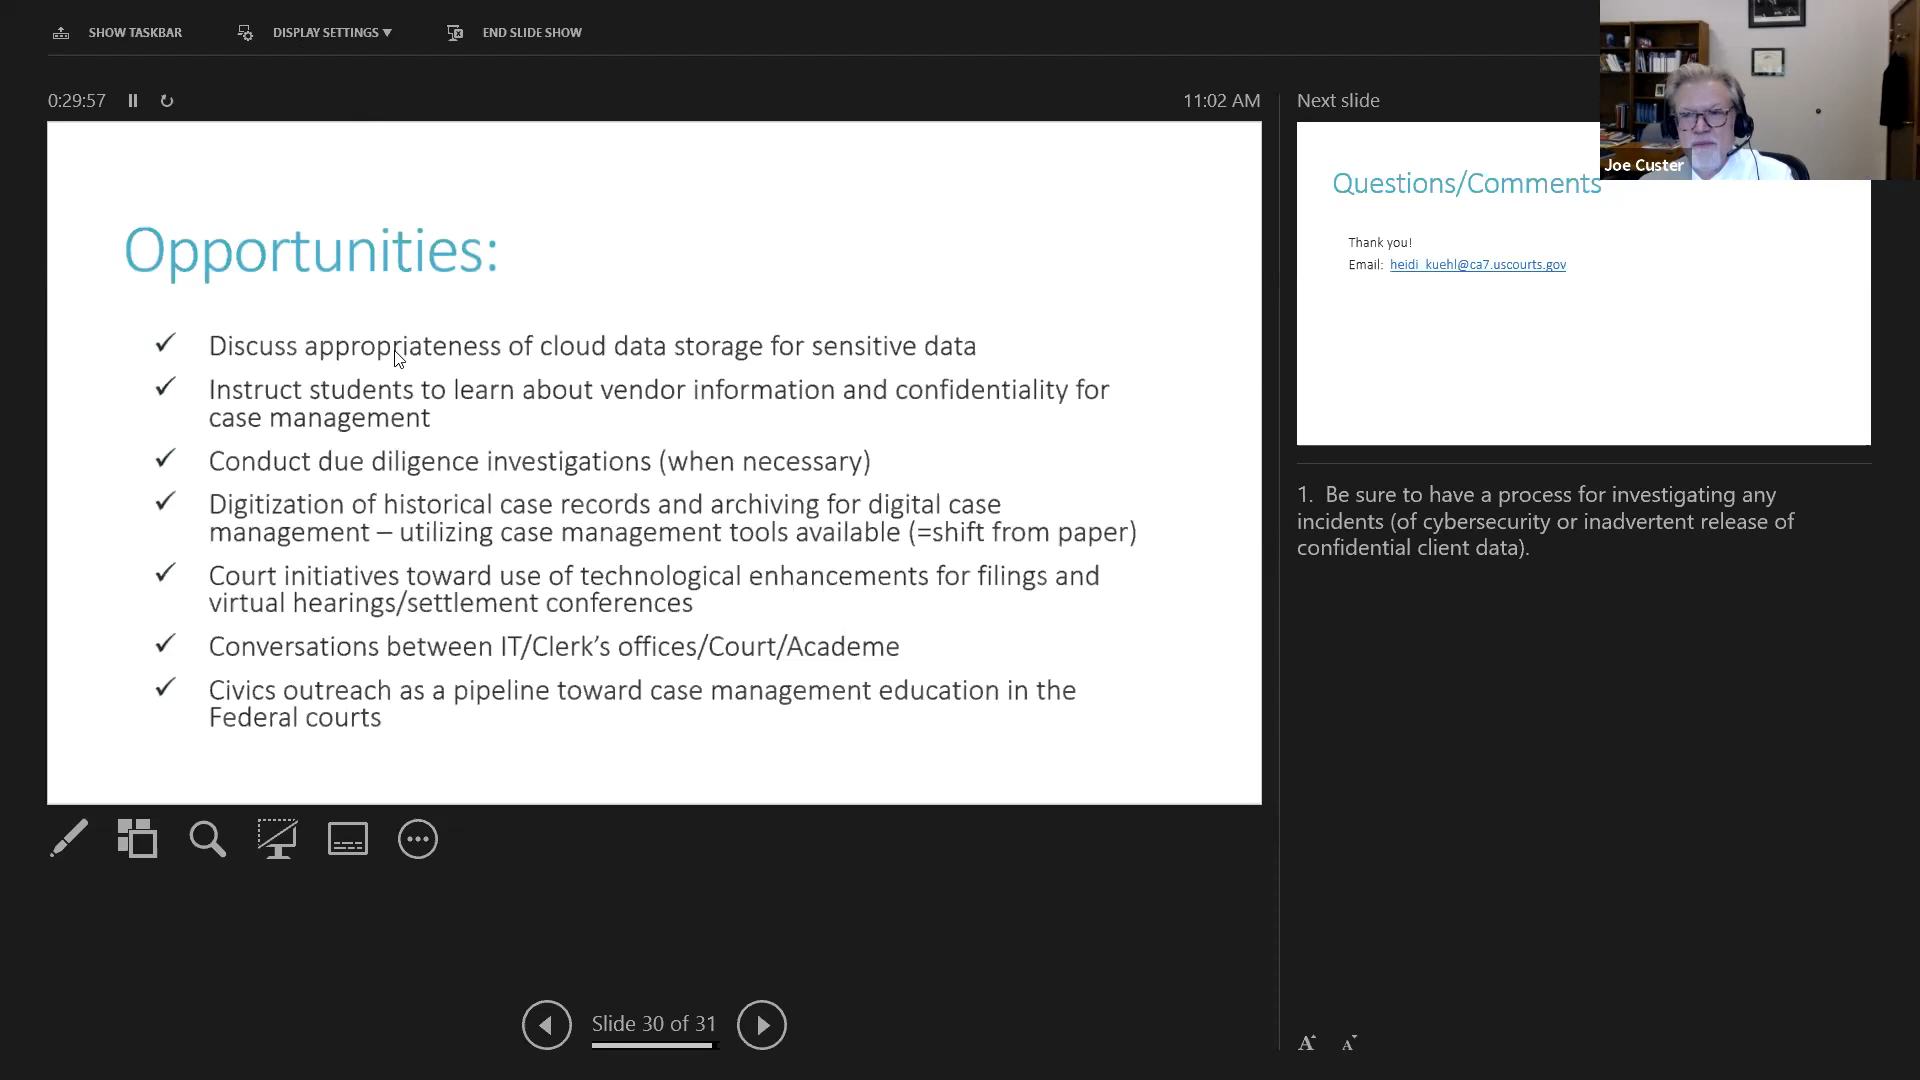 SHOW TASKBAR
DISPLAY SETTINGS ▼
END SLIDE SHOW
0:29:57
11:02 AM
Next slide
Opportunities:
✓ Discuss appropriateness of cloud data storage for sensitive data
✓ Instruct students to learn about vendor information and confidentiality for
case management
✓ Conduct due diligence investigations (when necessary)
✓ Digitization of historical case records and archiving for digital case
management – utilizing case management tools available (=shift from paper)
✓ Court initiatives toward use of technological enhancements for filings and
virtual hearings/settlement conferences
✓ Conversations between IT/Clerk's offices/Court/Academe
✓ Civics outreach as a pipeline toward case management education in the
Federal courts
Slide 30 of 31
Joe Custer
Questions/Comments
Thank you!
Email: heidi_kuehl@ca7.uscourts.gov
1. Be sure to have a process for investigating any
incidents (of cybersecurity or inadvertent release of
confidential client data).
A A